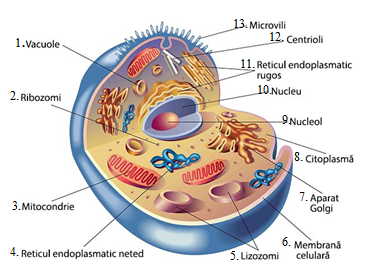 13. Microvili
12. Centrioli
1. Vacuole
11. Reticul endoplasmatic
rugos
10. Nucleu
2. Ribozomi
9. Nucleol
8. Citoplasmă
7. Aparat
Golgi
3. Mitocondrie
6. Membrană
celulară
4. Reticul endoplasmatic neted
5. Lizozomi